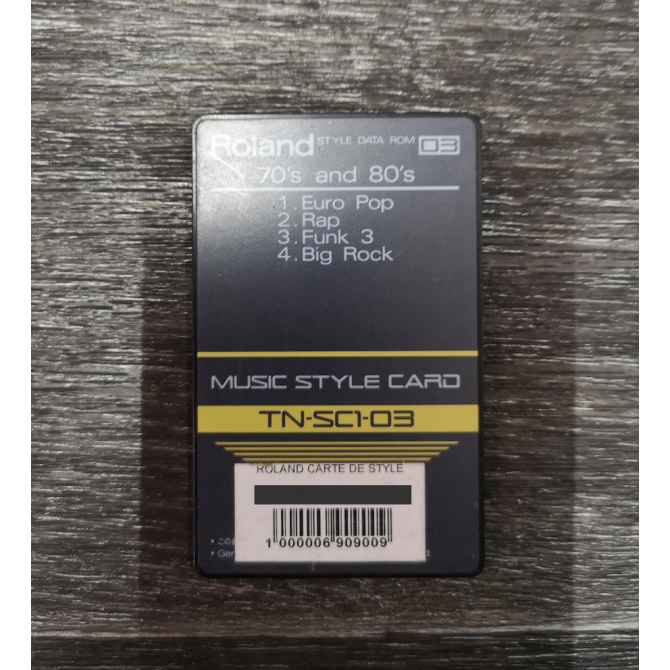 Roland STYLE DATA ROM 03
70's and 80's
1.Euro Pop
2.Rap
3.Funk 3
4.Big Rock
MUSIC STYLE CARD
TN-SC1-03
ROLAND CARTE DE STYLE
1 000006 909009